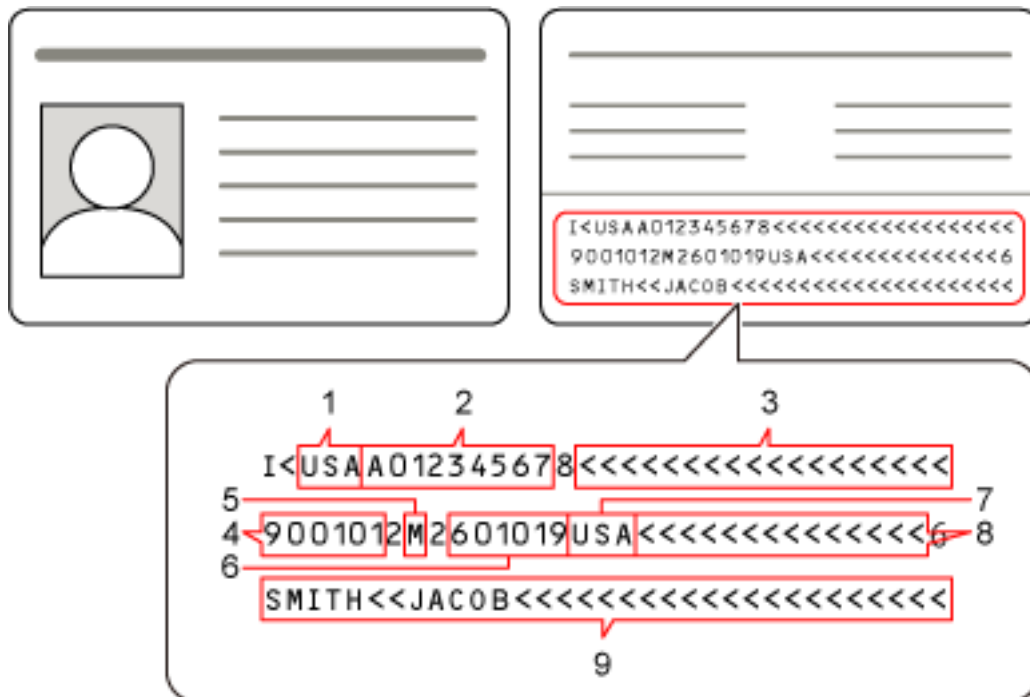 I<USAA012345678<<<<<<<<<<<<<<<<<<
9001012M2601019USA<<<<<<<<<<<<<<6
SMITH<<JACOB<<<<<<<<<<<<<<<<<<<<<
1 2 3
I<USAA012345678<<<<<<<<<<<<<<<<<<
5 7
4 9001012M2601019USA<<<<<<<<<<<<<<6 8
6
SMITH<<JACOB<<<<<<<<<<<<<<<<<<<<<
9